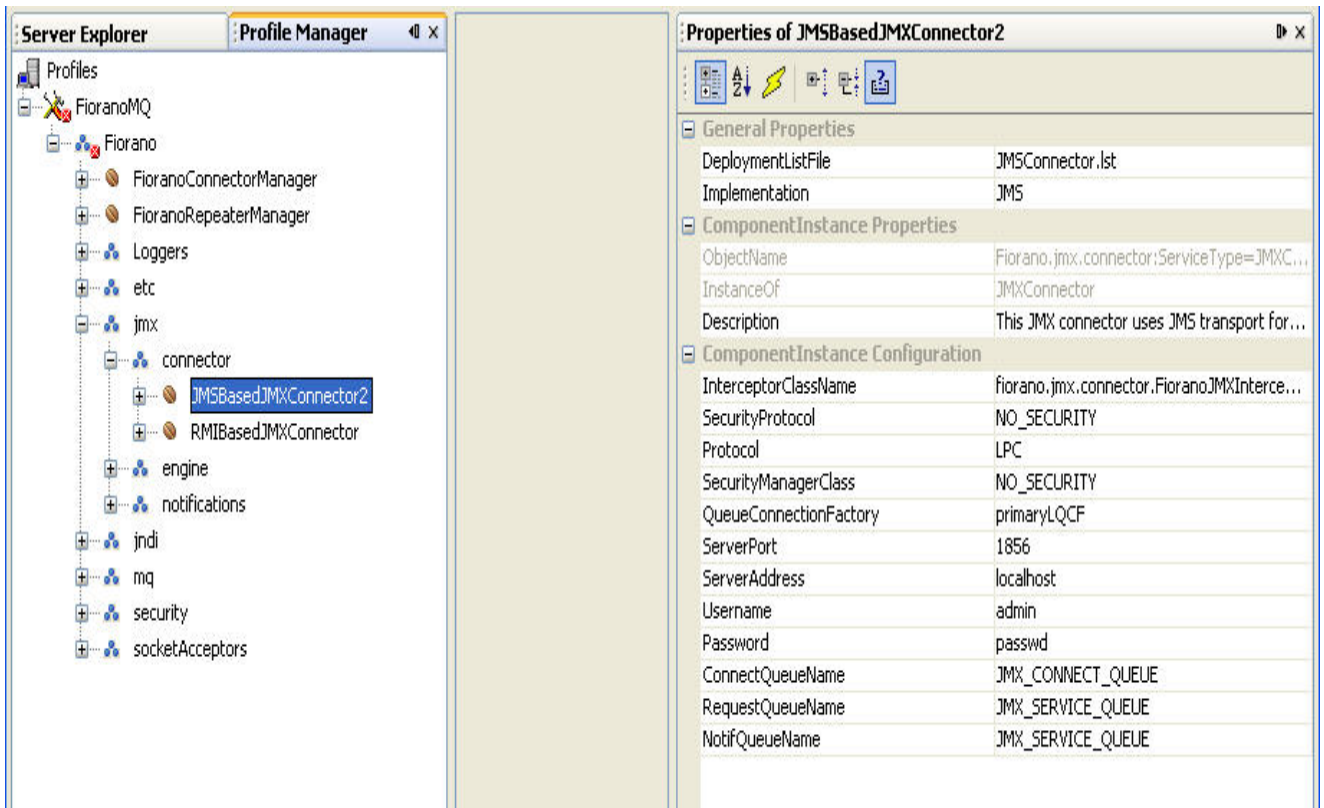 Server Explorer
Profile Manager
Profiles
FioranoMQ
Fiorano
FioranoConnectorManager
FioranoRepeaterManager
Loggers
etc
jmx
connector
JMSBasedJMXConnector2
RMIBasedJMXConnector
engine
notifications
jndi
mq
security
socketAcceptors
Properties of JMSBasedJMXConnector2
General Properties
DeploymentListFile JMSConnector.lst
Implementation JMS
ComponentInstance Properties
ObjectName Fiorano.jmx.connector:ServiceType=JMXC...
InstanceOf JMXConnector
Description This JMX connector uses JMS transport for...
ComponentInstance Configuration
InterceptorClassName fiorano.jmx.connector.FioranoJMXInterce...
SecurityProtocol NO_SECURITY
Protocol LPC
SecurityManagerClass NO_SECURITY
QueueConnectionFactory primaryLQCF
ServerPort 1856
ServerAddress localhost
Username admin
Password passwd
ConnectQueueName JMX_CONNECT_QUEUE
RequestQueueName JMX_SERVICE_QUEUE
NotifQueueName JMX_SERVICE_QUEUE